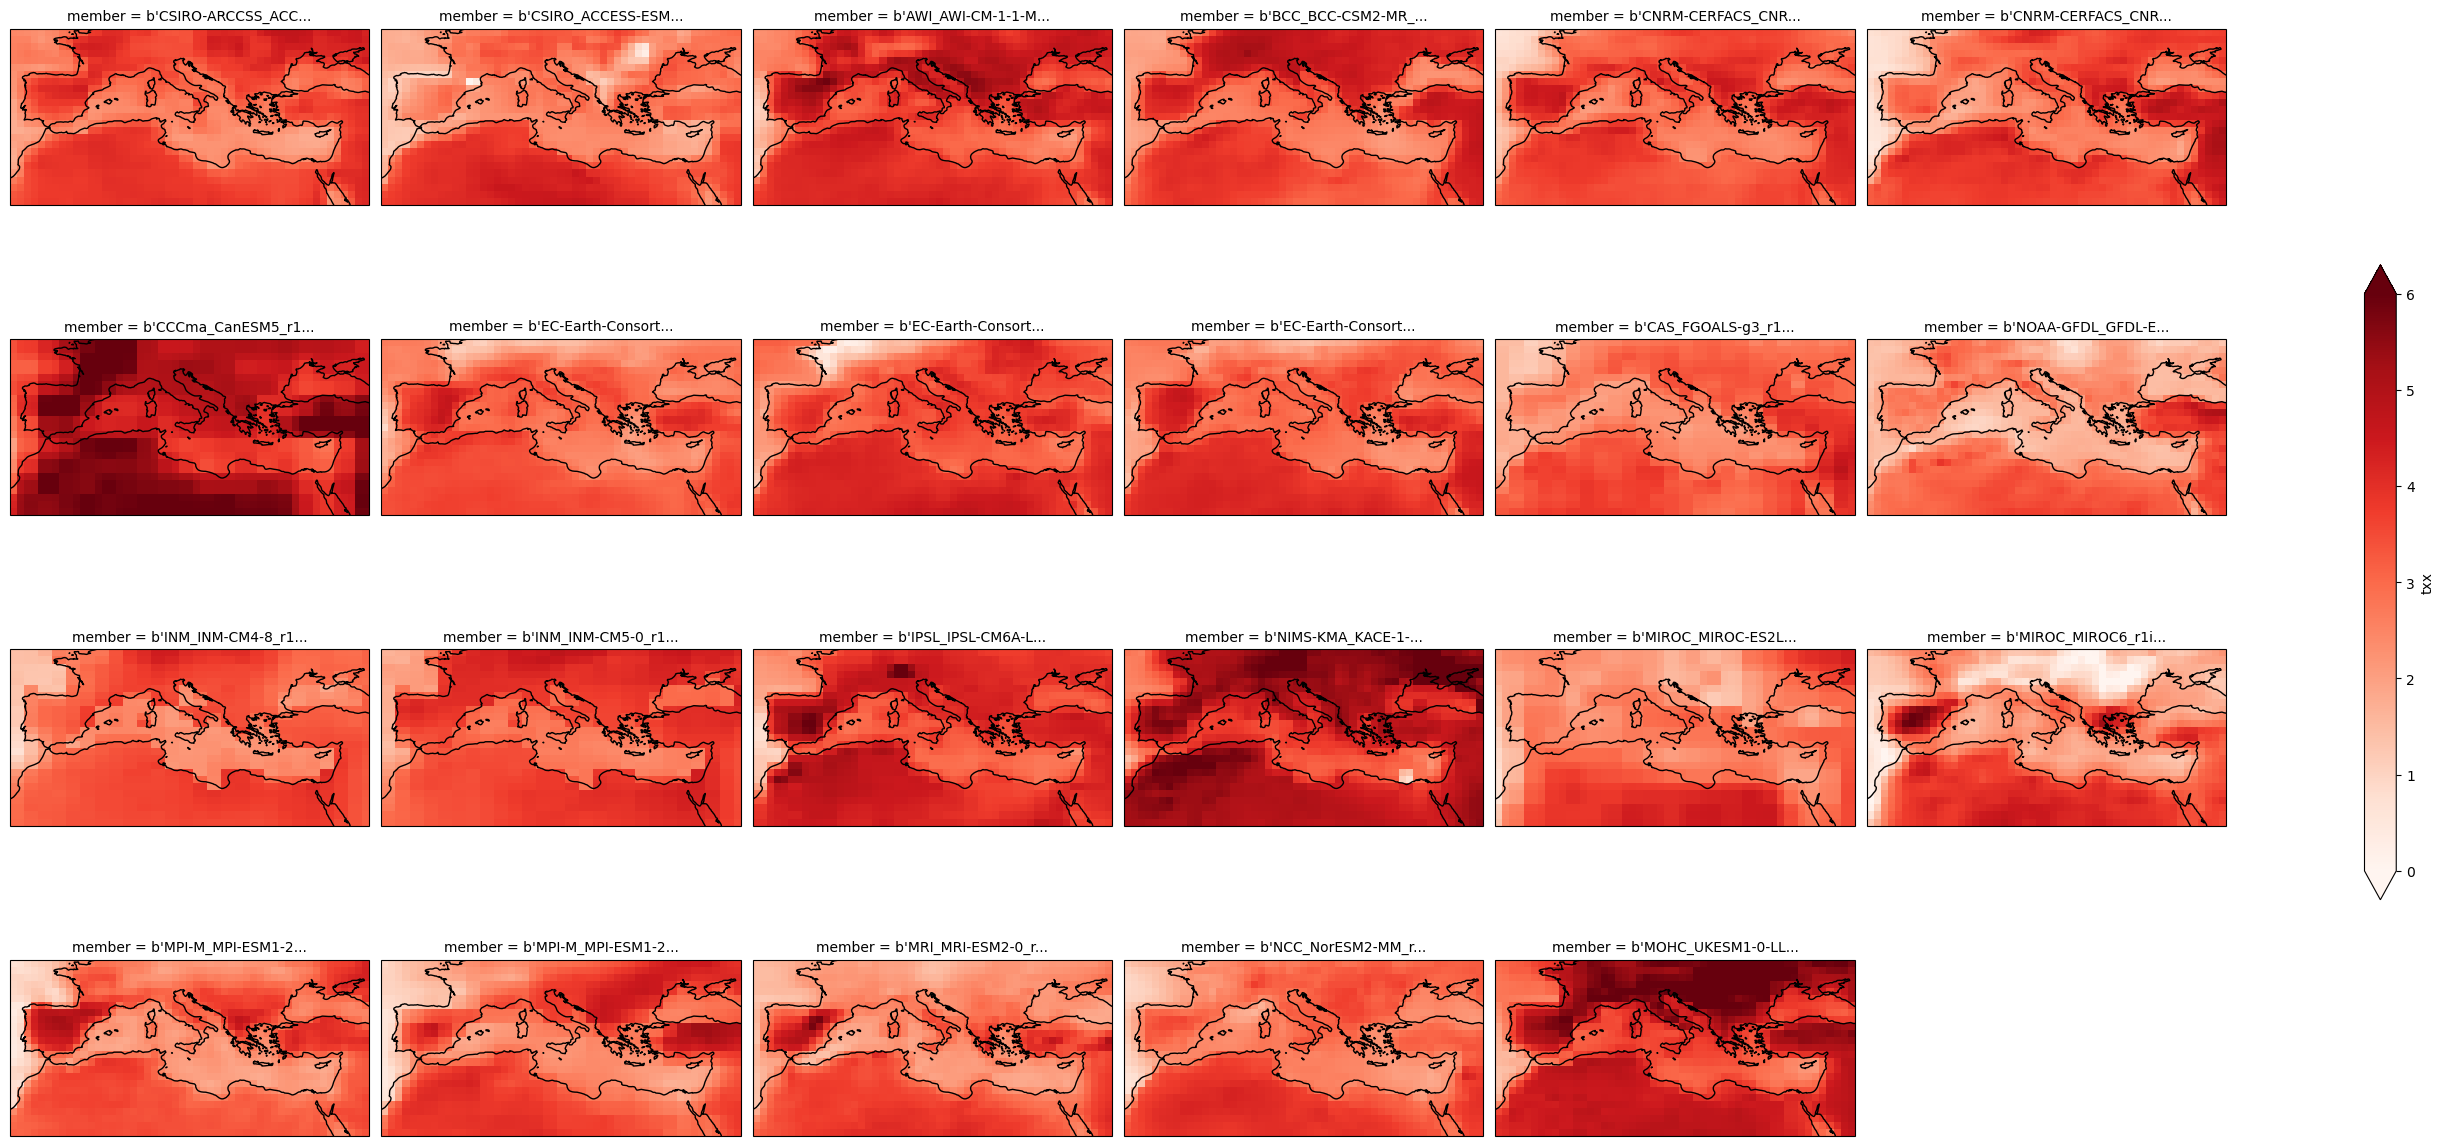 member = b'CSIRO-ARCCSS_ACC...
member = b'CSIRO_ACCESS-ESM...
member = b'AWI_AWI-CM-1-1-M...
member = b'BCC_BCC-CSM2-MR_...
member = b'CNRM-CERFACS_CNR...
member = b'CNRM-CERFACS_CNR...
member = b'CCCma_CanESM5_r1...
member = b'EC-Earth-Consort...
member = b'EC-Earth-Consort...
member = b'EC-Earth-Consort...
member = b'CAS_FGOALS-g3_r1...
member = b'NOAA-GFDL_GFDL-E...
member = b'INM_INM-CM4-8_r1...
member = b'INM_INM-CM5-0_r1...
member = b'IPSL_IPSL-CM6A-L...
member = b'NIMS-KMA_KACE-1-...
member = b'MIROC_MIROC-ES2L...
member = b'MIROC_MIROC6_r1i...
member = b'MPI-M_MPI-ESM1-2...
member = b'MPI-M_MPI-ESM1-2...
member = b'MRI_MRI-ESM2-0_r...
member = b'NCC_NorESM2-MM_r...
member = b'MOHC_UKESM1-0-LL...
6
5
4
3
2
1
0
txx